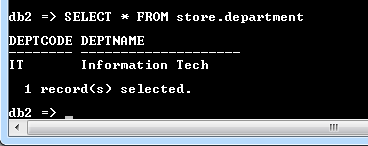 db2 => SELECT * FROM store.department
DEPTCODE DEPTNAME
-------- --------------------
IT       Information Tech
  1 record(s) selected.
db2 => _